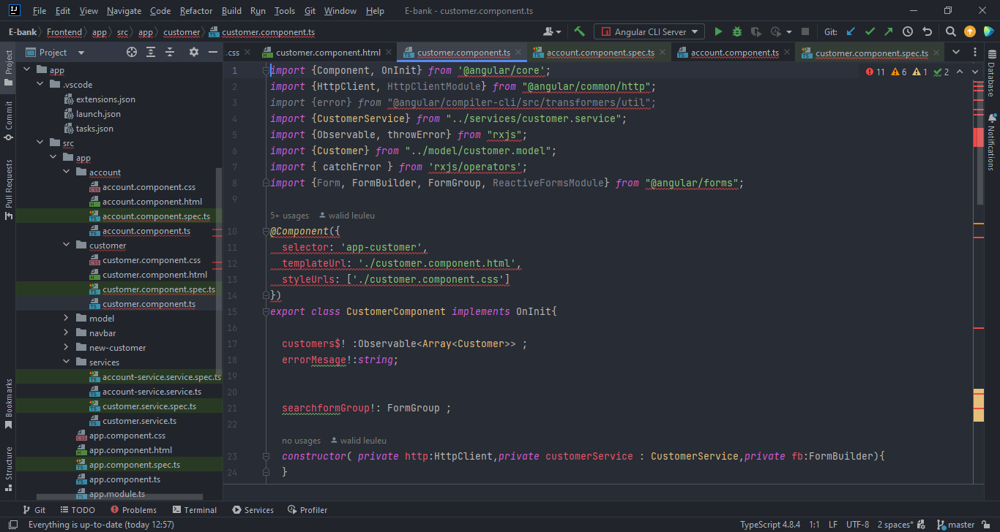 File Edit View Navigate Code Refactor Build Run Tools Git Window Help E-bank - customer.component.ts
E-bank Frontend app src app customer customer.component.ts Angular CLI Server Git:
Project .css customer.component.html customer.component.ts account.component.spec.ts account.component.ts customer.component.spec.ts
Project
Commit
Pull Requests
Bookmarks
Structure
app
.vscode
extensions.json
launch.json
tasks.json
src
app
account
account.component.css
account.component.html
account.component.spec.ts
account.component.ts
customer
customer.component.css
customer.component.html
customer.component.spec.ts
customer.component.ts
model
navbar
new-customer
services
account-service.service.spec.ts
account-service.service.ts
customer.service.spec.ts
customer.service.ts
app.component.css
app.component.html
app.component.spec.ts
app.component.ts
app.module.ts
11 6 1 2
1 import {Component, OnInit} from '@angular/core';
2 import {HttpClient, HttpClientModule} from "@angular/common/http";
3 import {error} from "@angular/compiler-cli/src/transformers/util";
4 import {CustomerService} from "../services/customer.service";
5 import {Observable, throwError} from "rxjs";
6 import {Customer} from "../model/customer.model";
7 import { catchError } from 'rxjs/operators';
8 import {Form, FormBuilder, FormGroup, ReactiveFormsModule} from "@angular/forms";
9
5+ usages walid leuleu
10 @Component({
11 selector: 'app-customer',
12 templateUrl: './customer.component.html',
13 styleUrls: ['./customer.component.css']
14 })
15 export class CustomerComponent implements OnInit{
16
17 customers$! :Observable<Array<Customer>> ;
18 errorMesage!:string;
19
20
21 searchformGroup!: FormGroup ;
22
no usages walid leuleu
23 constructor( private http:HttpClient,private customerService : CustomerService,private fb:FormBuilder){
24 }
Database
Notifications
Git TODO Problems Terminal Services Profiler
Everything is up-to-date (today 12:57) TypeScript 4.8.4 1:1 LF UTF-8 2 spaces* master